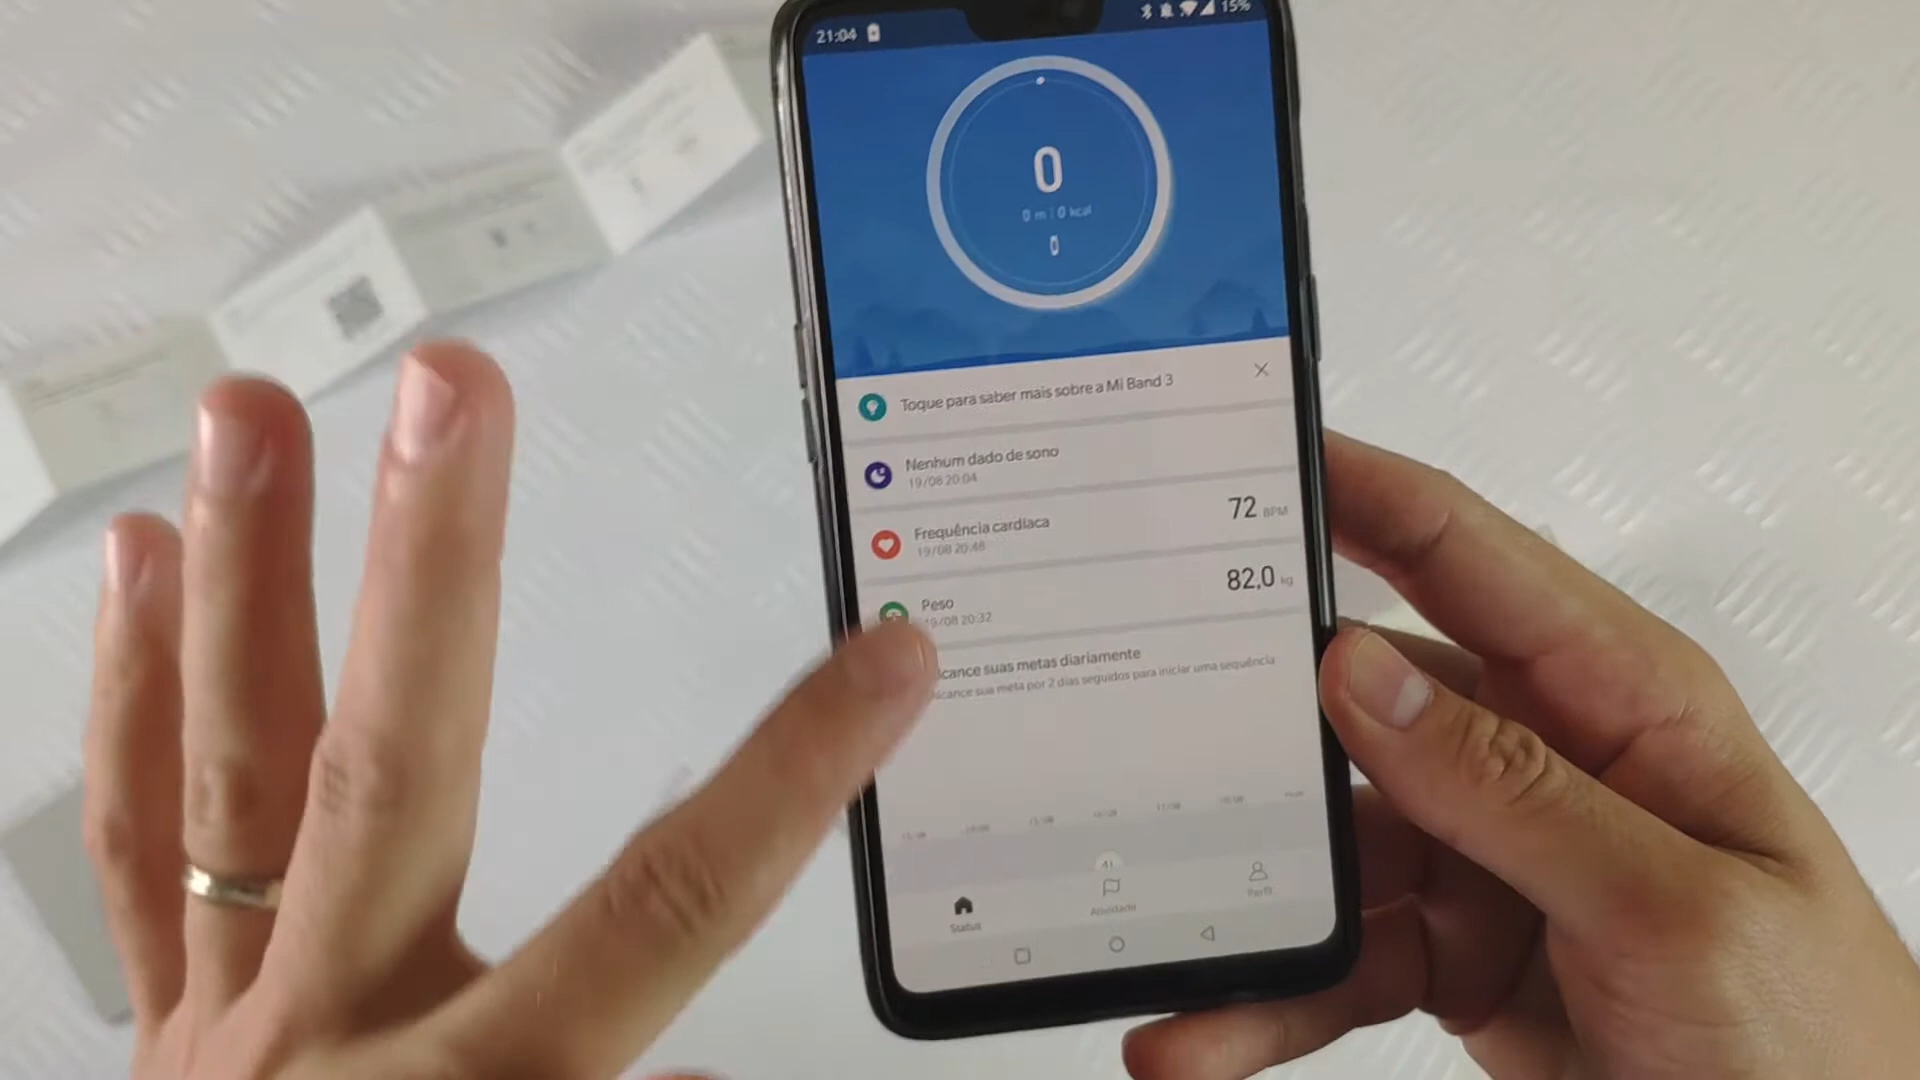 21:04
15%
0
0 m | 0 kcal
0
Toque para saber mais sobre a Mi Band 3
Nenhum dado de sono
19/08 20:04
Frequência cardíaca
19/08 20:48
72 BPM
Peso
19/08 20:32
82,0 kg
lcance suas metas diariamente
lcance sua meta por 2 dias seguidos para iniciar uma sequência
17/08
Status
Atividade
Perfil